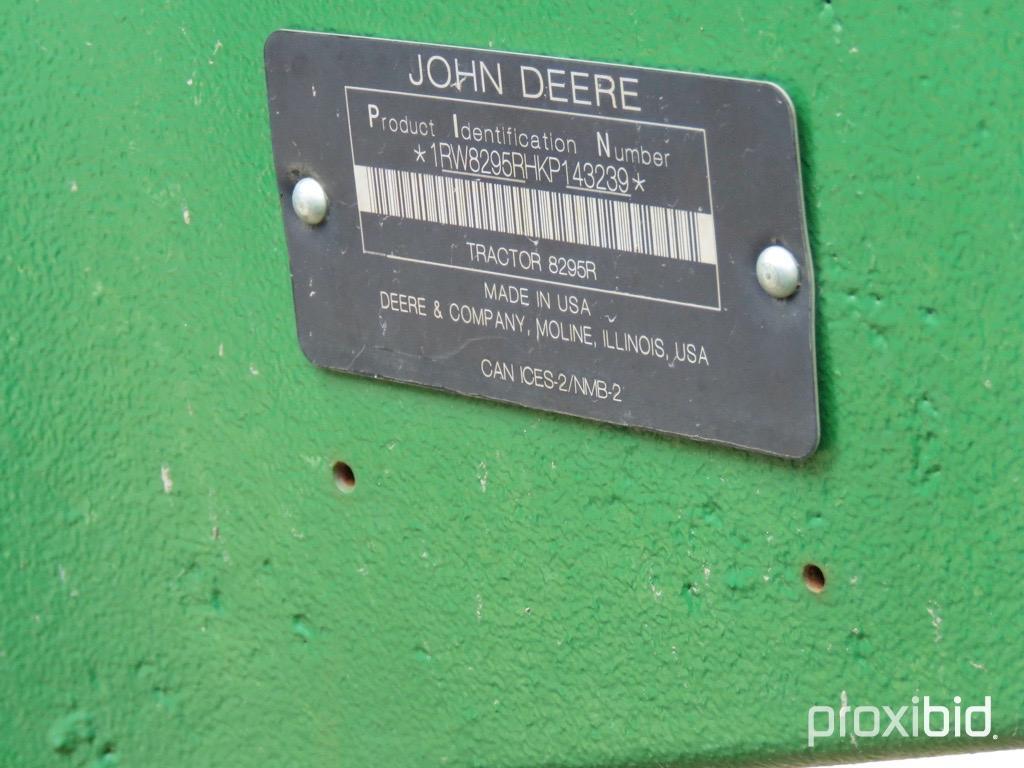 JOHN DEERE
Product Identification Number
*1RW8295RHKP143239*
TRACTOR 8295R
MADE IN USA
DEERE & COMPANY, MOLINE, ILLINOIS, USA
CAN ICES-2/NMB-2
proxibid